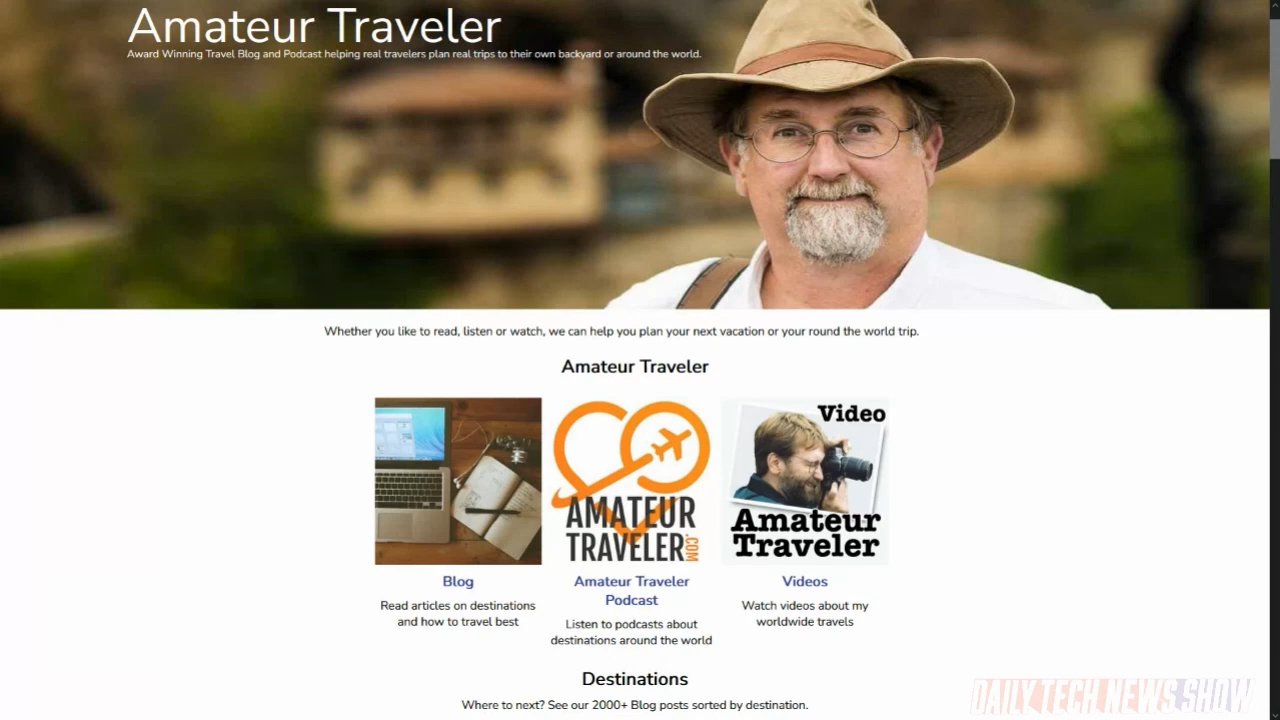 Amateur Traveler
Award Winning Travel Blog and Podcast helping real travelers plan real trips to their own backyard or around the world.
Whether you like to read, listen or watch, we can help you plan your next vacation or your round the world trip.
Amateur Traveler
AMATEUR
TRAVELER.COM
Video
Amateur
Traveler
Blog
Read articles on destinations
and how to travel best
Amateur Traveler
Podcast
Listen to podcasts about
destinations around the world
Videos
Watch videos about my
worldwide travels
Destinations
Where to next? See our 2000+ Blog posts sorted by destination.
DAILY TECH NEWS SHOW